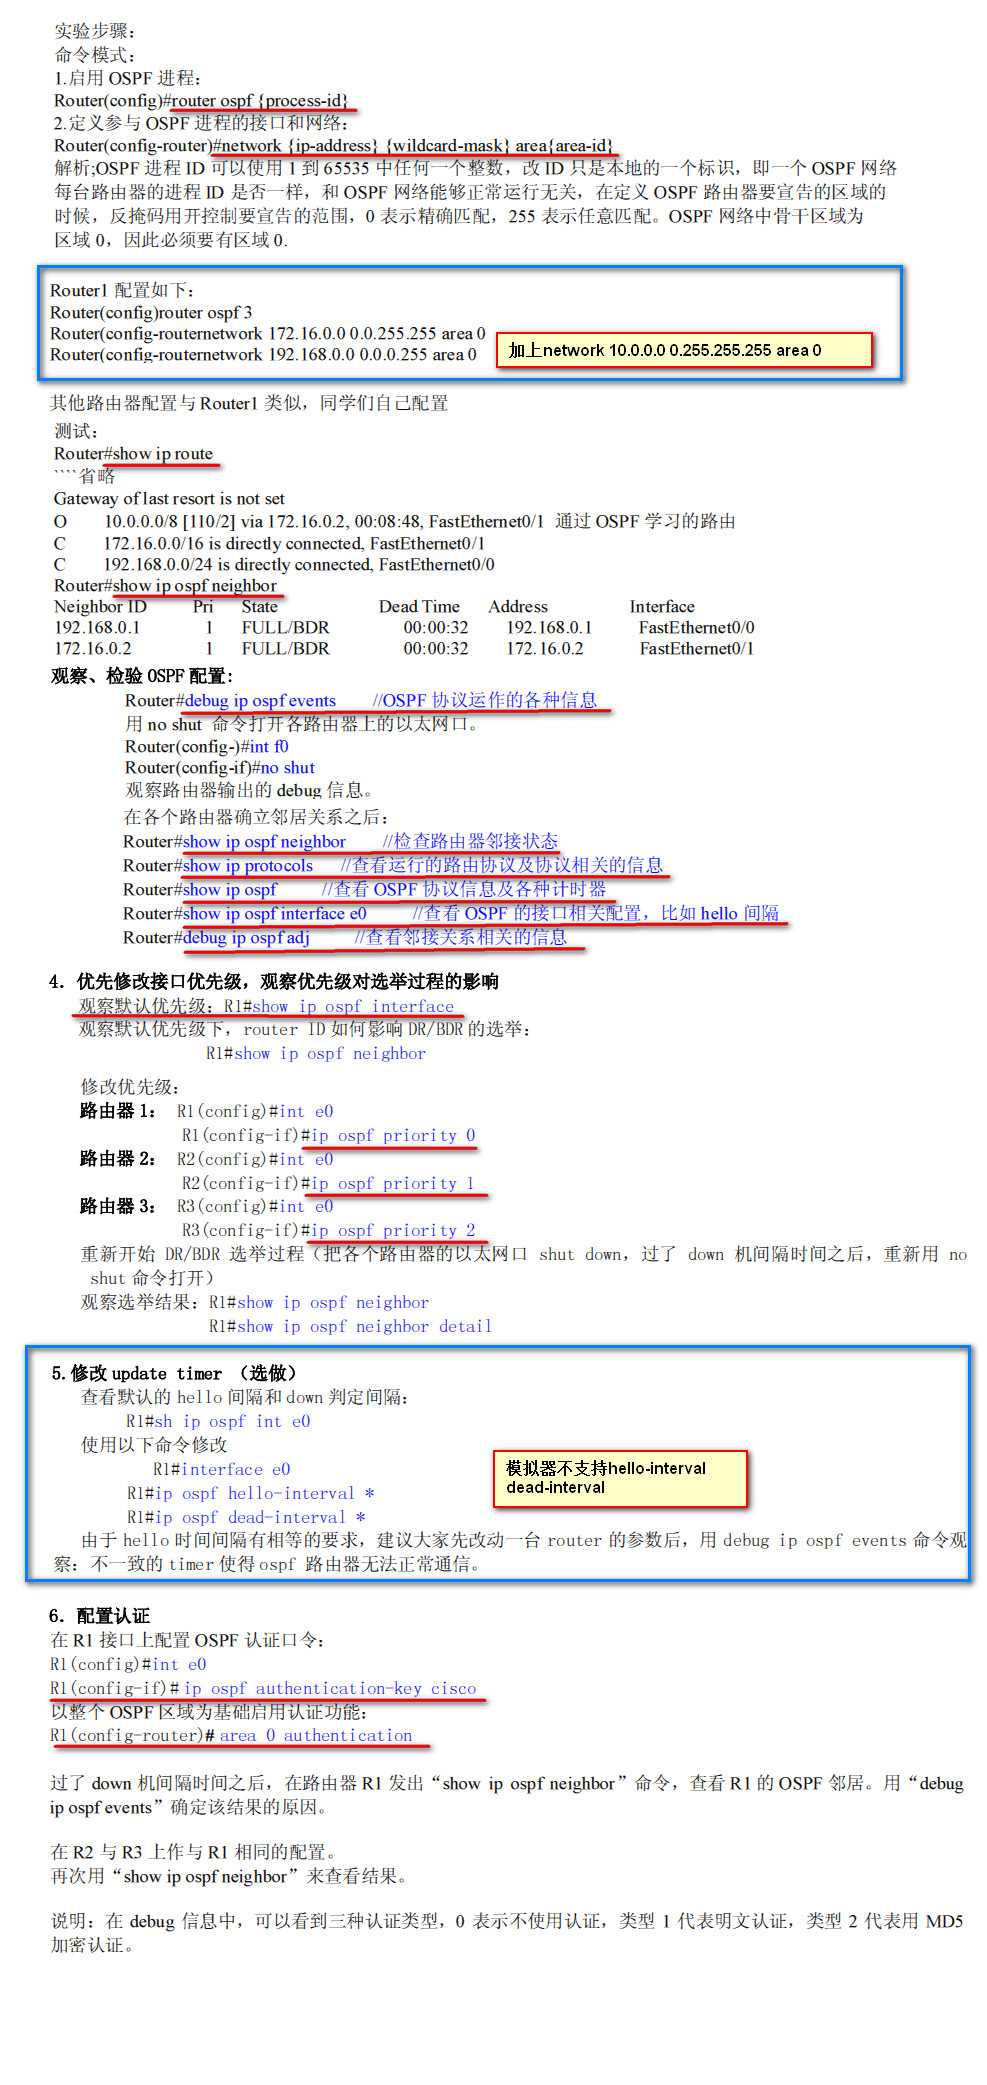 实验步骤：
命令模式：
1.启用 OSPF 进程：
Router(config)#router ospf {process-id}
2.定义参与 OSPF 进程的接口和网络：
Router(config-router)#network {ip-address} {wildcard-mask} area{area-id}
解析;OSPF 进程 ID 可以使用 1 到 65535 中任何一个整数，改 ID 只是本地的一个标识，即一个 OSPF 网络
每台路由器的进程 ID 是否一样，和 OSPF 网络能够正常运行无关，在定义 OSPF 路由器要宣告的区域的
时候，反掩码用开控制要宣告的范围，0 表示精确匹配，255 表示任意匹配。OSPF 网络中骨干区域为
区域 0，因此必须要有区域 0.
Router1 配置如下：
Router(config)router ospf 3
Router(config-routernetwork 172.16.0.0 0.0.255.255 area 0
Router(config-routernetwork 192.168.0.0 0.0.0.255 area 0
加上network 10.0.0.0 0.255.255.255 area 0
其他路由器配置与 Router1 类似，同学们自己配置
测试：
Router#show ip route
````省略
Gateway of last resort is not set
O 10.0.0.0/8 [110/2] via 172.16.0.2, 00:08:48, FastEthernet0/1 通过 OSPF 学习的路由
C 172.16.0.0/16 is directly connected, FastEthernet0/1
C 192.168.0.0/24 is directly connected, FastEthernet0/0
Router#show ip ospf neighbor
Neighbor ID Pri State Dead Time Address Interface
192.168.0.1 1 FULL/BDR 00:00:32 192.168.0.1 FastEthernet0/0
172.16.0.2 1 FULL/BDR 00:00:32 172.16.0.2 FastEthernet0/1
观察、检验 OSPF 配置：
Router#debug ip ospf events //OSPF 协议运作的各种信息
用 no shut 命令打开各路由器上的以太网口。
Router(config-)#int f0
Router(config-if)#no shut
观察路由器输出的 debug 信息。
在各个路由器确立邻居关系之后：
Router#show ip ospf neighbor //检查路由器邻接状态
Router#show ip protocols //查看运行的路由协议及协议相关的信息
Router#show ip ospf //查看 OSPF 协议信息及各种计时器
Router#show ip ospf interface e0 //查看 OSPF 的接口相关配置，比如 hello 间隔
Router#debug ip ospf adj //查看邻接关系相关的信息
4．优先修改接口优先级，观察优先级对选举过程的影响
观察默认优先级：R1#show ip ospf interface
观察默认优先级下，router ID 如何影响 DR/BDR 的选举：
R1#show ip ospf neighbor
修改优先级：
路由器 1： R1(config)#int e0
R1(config-if)#ip ospf priority 0
路由器 2： R2(config)#int e0
R2(config-if)#ip ospf priority 1
路由器 3： R3(config)#int e0
R3(config-if)#ip ospf priority 2
重新开始 DR/BDR 选举过程（把各个路由器的以太网口 shut down，过了 down 机间隔时间之后，重新用 no
shut 命令打开）
观察选举结果：R1#show ip ospf neighbor
R1#show ip ospf neighbor detail
5.修改 update timer （选做）
查看默认的 hello 间隔和 down 判定间隔：
R1#sh ip ospf int e0
使用以下命令修改
R1#interface e0
R1#ip ospf hello-interval *
R1#ip ospf dead-interval *
模拟器不支持hello-interval
dead-interval
由于 hello 时间间隔有相等的要求，建议大家先改动一台 router 的参数后，用 debug ip ospf events 命令观
察：不一致的 timer 使得 ospf 路由器无法正常通信。
6．配置认证
在 R1 接口上配置 OSPF 认证口令：
R1(config)#int e0
R1(config-if)# ip ospf authentication-key cisco
以整个 OSPF 区域为基础启用认证功能：
R1(config-router)# area 0 authentication
过了 down 机间隔时间之后，在路由器 R1 发出“show ip ospf neighbor”命令，查看 R1 的 OSPF 邻居。用“debug
ip ospf events”确定该结果的原因。
在 R2 与 R3 上作与 R1 相同的配置。
再次用“show ip ospf neighbor”来查看结果。
说明：在 debug 信息中，可以看到三种认证类型，0 表示不使用认证，类型 1 代表明文认证，类型 2 代表用 MD5
加密认证。